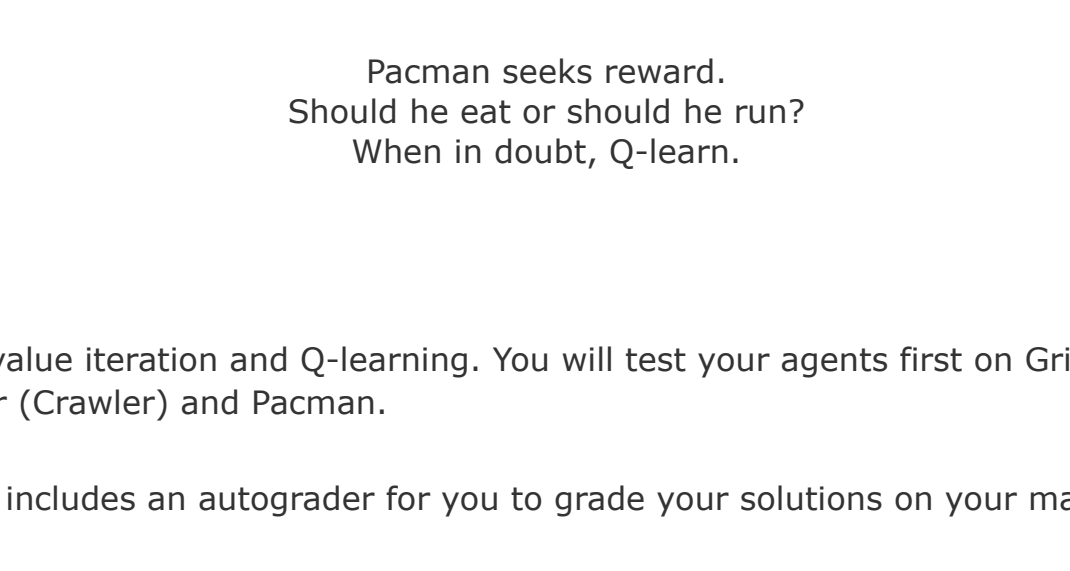 Pacman seeks reward.
Should he eat or should he run?
When in doubt, Q-learn.
value iteration and Q-learning. You will test your agents first on Gri
r (Crawler) and Pacman.
includes an autograder for you to grade your solutions on your ma